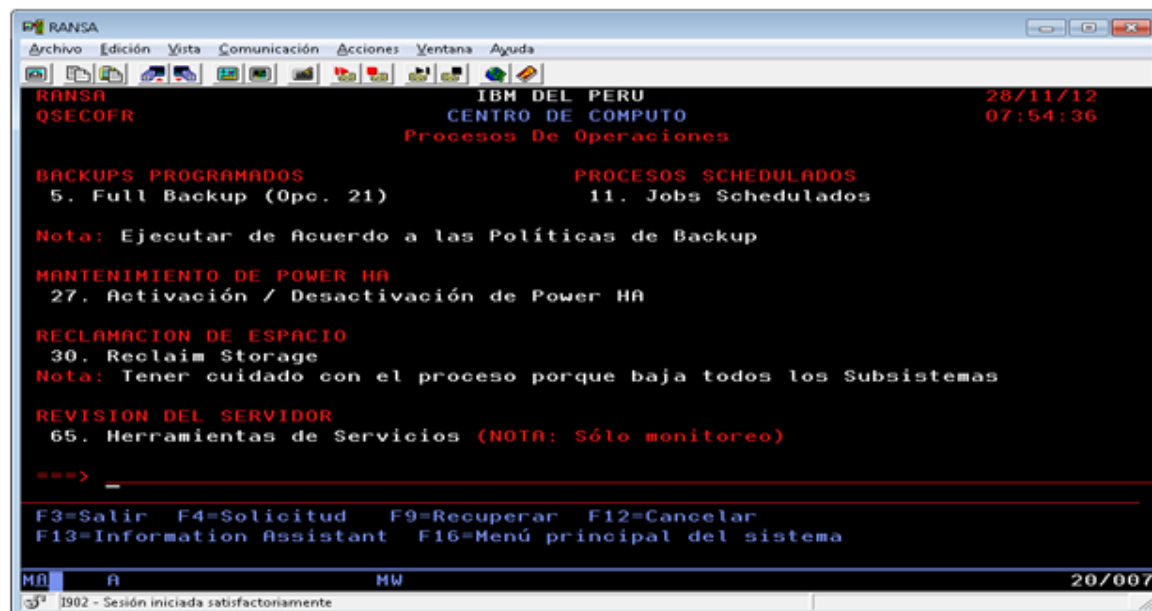 RANSA
Archivo Edición Vista Comunicación Acciones Ventana Ayuda
RANSA IBM DEL PERU 28/11/12
QSECOFR CENTRO DE COMPUTO 07:54:36
Procesos De Operaciones
BACKUPS PROGRAMADOS PROCESOS SCHEDULADOS
5. Full Backup (Opc. 21) 11. Jobs Schedulados
Nota: Ejecutar de Acuerdo a las Políticas de Backup
MANTENIMIENTO DE POWER HA
27. Activación / Desactivación de Power HA
RECLAMACION DE ESPACIO
30. Reclaim Storage
Nota: Tener cuidado con el proceso porque baja todos los Subsistemas
REVISION DEL SERVIDOR
65. Herramientas de Servicios (NOTA: Sólo monitoreo)
===>
F3=Salir F4=Solicitud F9=Recuperar F12=Cancelar
F13=Information Assistant F16=Menú principal del sistema
MA A MW 20/007
I902 - Sesión iniciada satisfactoriamente